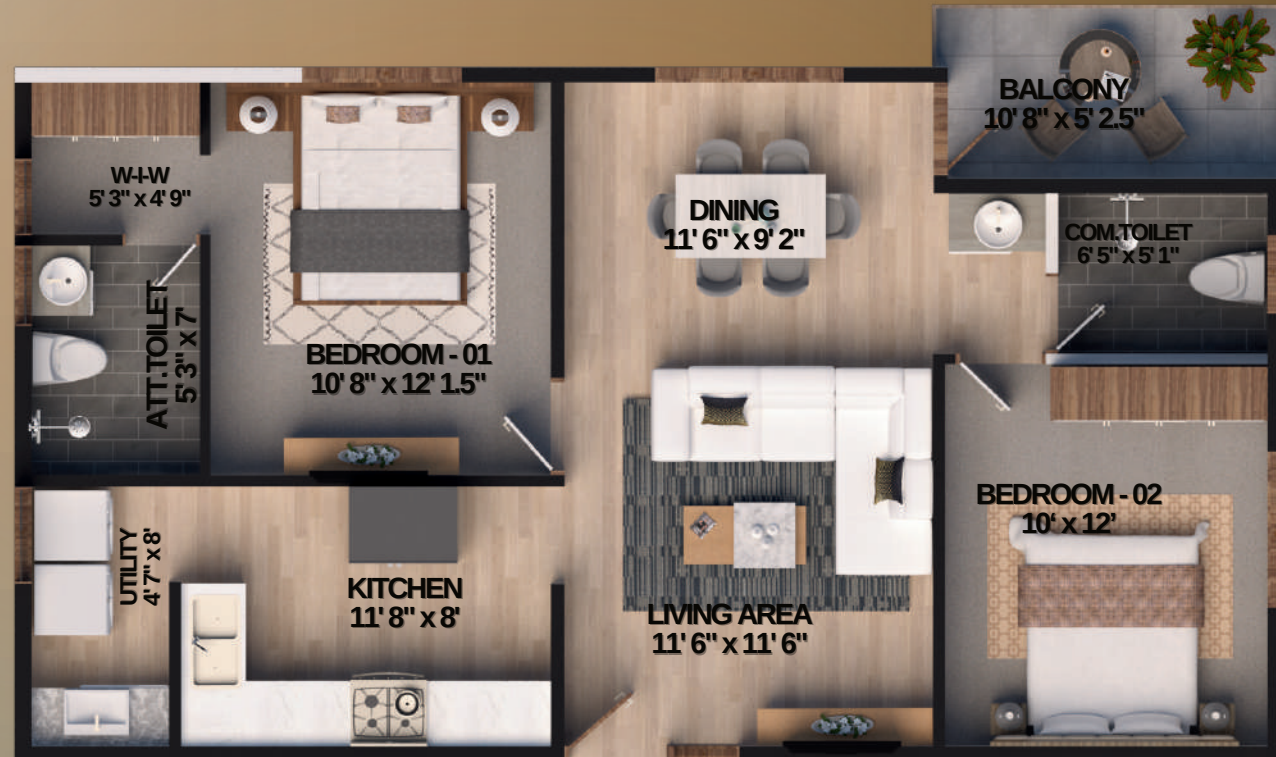 BALCONY
10' 8" x 5' 2.5"
W-I-W
5' 3" x 4' 9"
DINING
11' 6" x 9' 2"
COM.TOILET
6' 5" x 5' 1"
ATT.TOILET
5' 3" x 7'
BEDROOM - 01
10' 8" x 12' 1.5"
BEDROOM - 02
10‘ x 12’
UTILITY
4' 7" x 8'
KITCHEN
11' 8" x 8'
LIVING AREA
11' 6" x 11' 6"